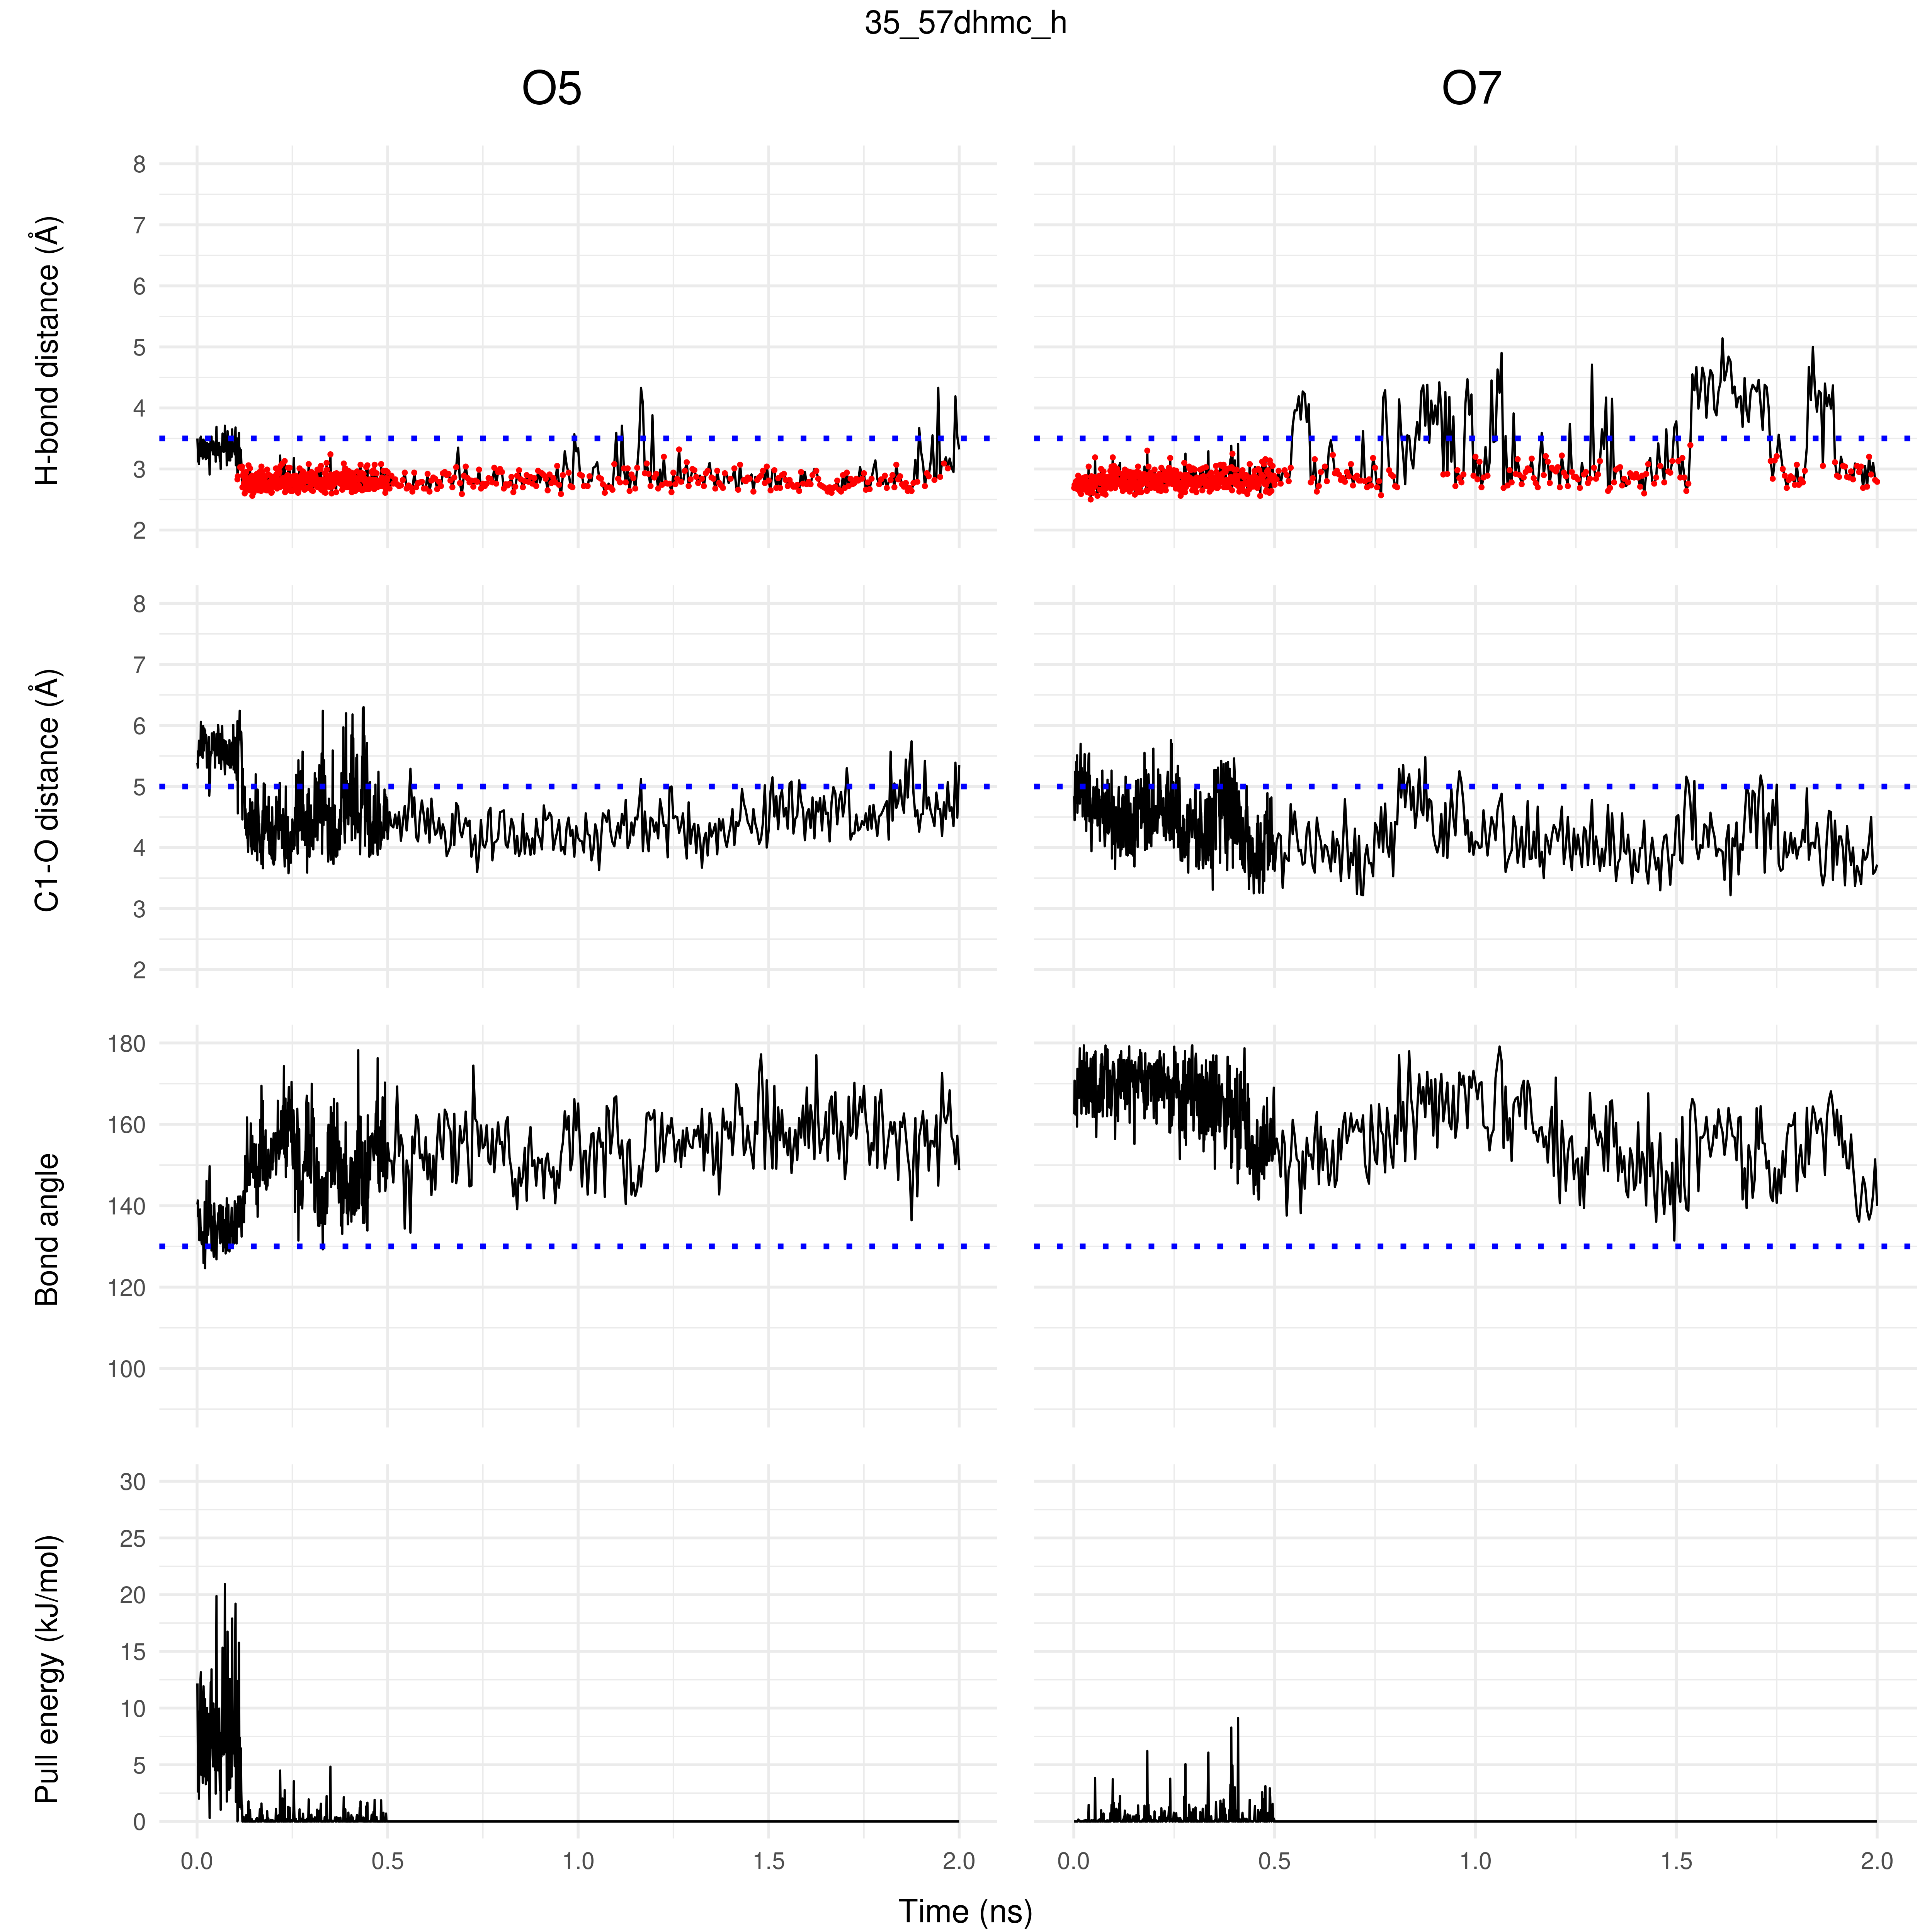 35_57dhmc_h
O5
O7
H-bond distance (Å)
8
7
6
5
4
3
2
C1-O distance (Å)
8
7
6
5
4
3
2
Bond angle
180
160
140
120
100
Pull energy (kJ/mol)
30
25
20
15
10
5
0
0.0 0.5 1.0 1.5 2.0
0.0 0.5 1.0 1.5 2.0
Time (ns)